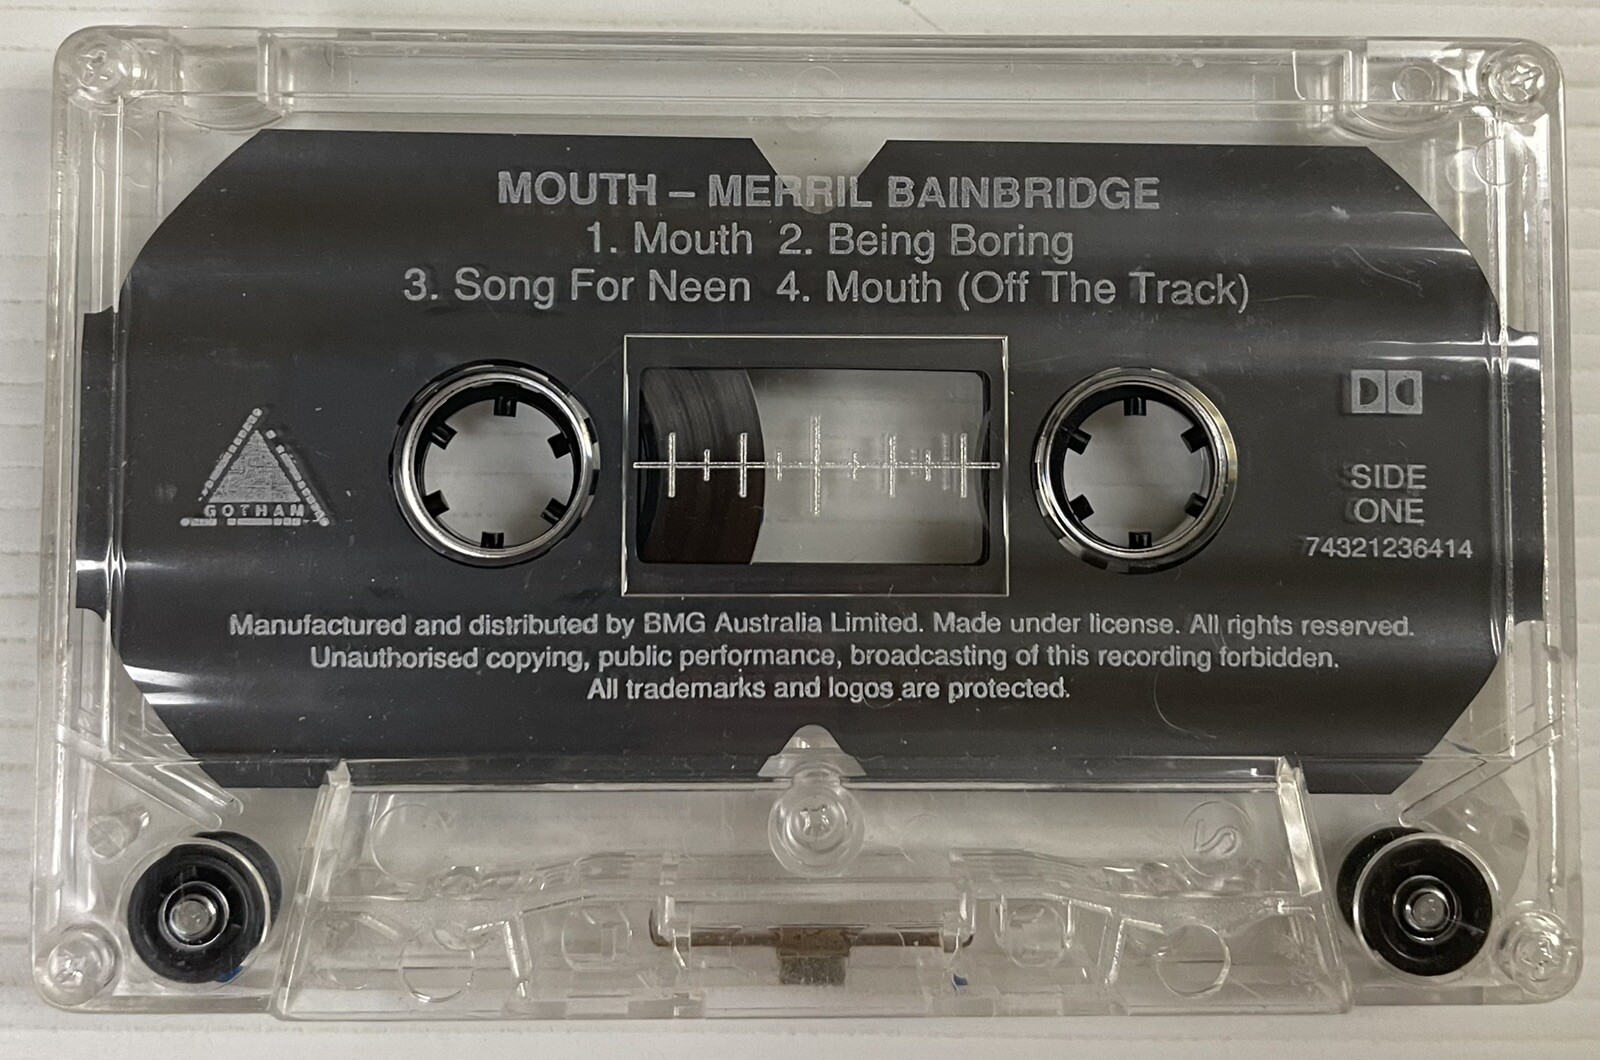 MOUTH – MERRIL BAINBRIDGE
1. Mouth 2. Being Boring
3. Song For Neen 4. Mouth (Off The Track)
GOTHAM
SIDE
ONE
74321236414
Manufactured and distributed by BMG Australia Limited. Made under license. All rights reserved.
Unauthorised copying, public performance, broadcasting of this recording forbidden.
All trademarks and logos are protected.